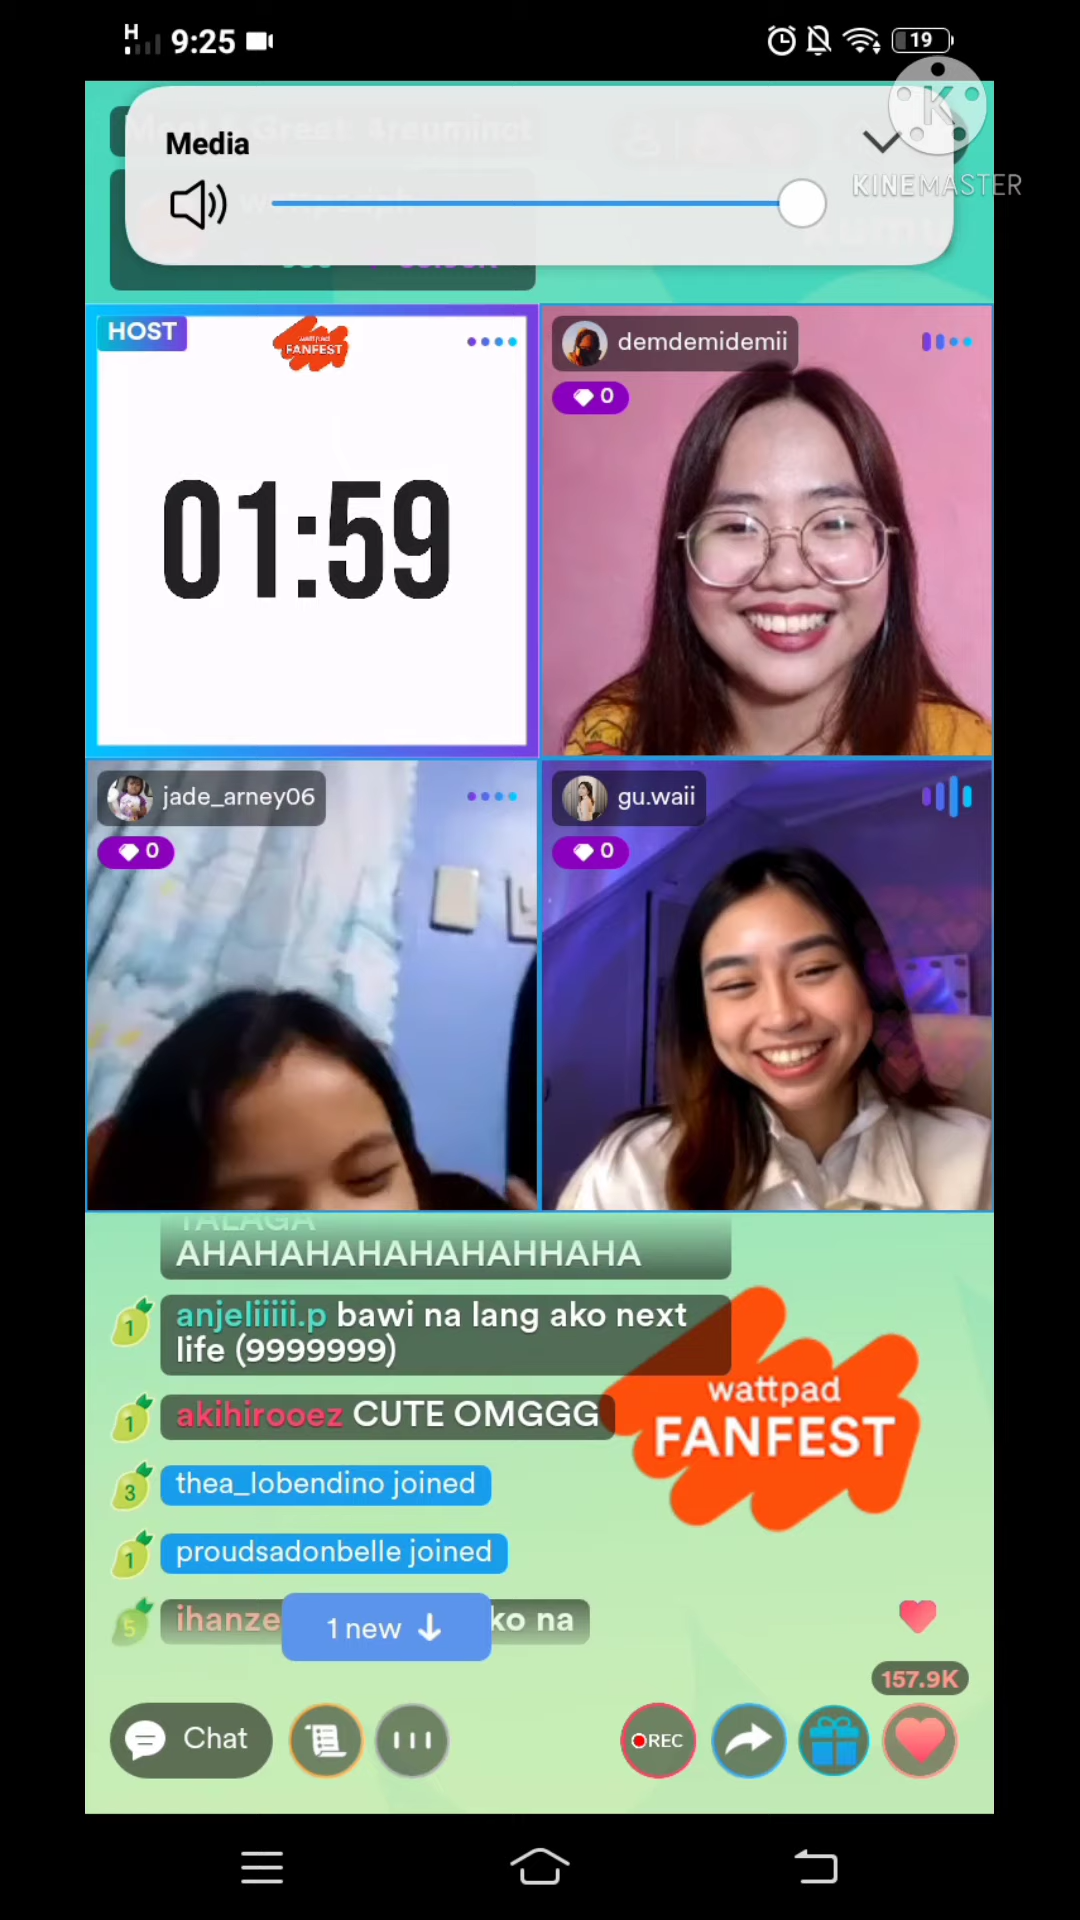 H
9:25
19
K
KINEMASTER
Media
HOST
wattpad
FANFEST
01:59
demdemidemii
0
jade_arney06
0
gu.waii
0
TALAGA
AHAHAHAHAHAHAHHAHA
1
anjeliiiii.p bawi na lang ako next
life (9999999)
1
akihirooez CUTE OMGGG
3
thea_lobendino joined
1
proudsadonbelle joined
5
ihanze
ko na
1 new
wattpad
FANFEST
157.9K
Chat
REC